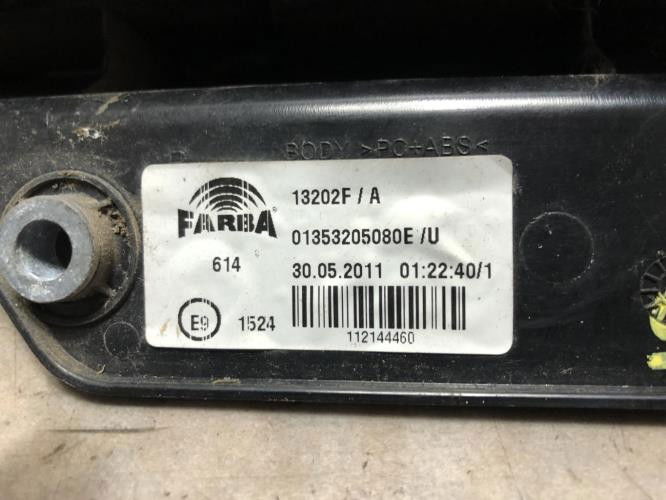 BODY >PC+ABS<
FARBA
13202F / A
01353205080E /U
614
30.05.2011 01:22:40/1
E9 1524
112144460